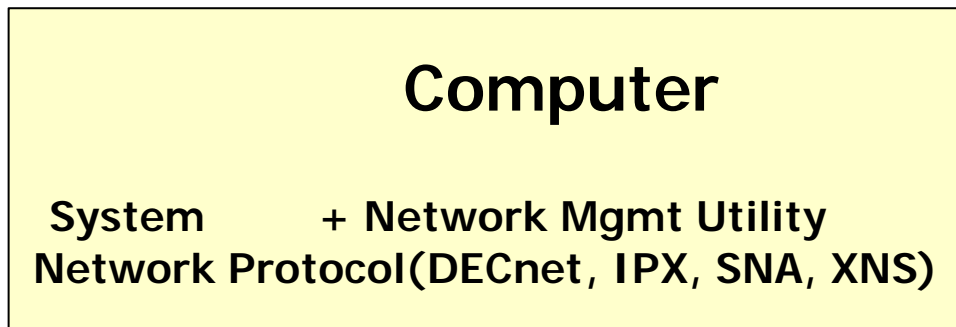 Computer
System + Network Mgmt Utility
Network Protocol(DECnet, IPX, SNA, XNS)